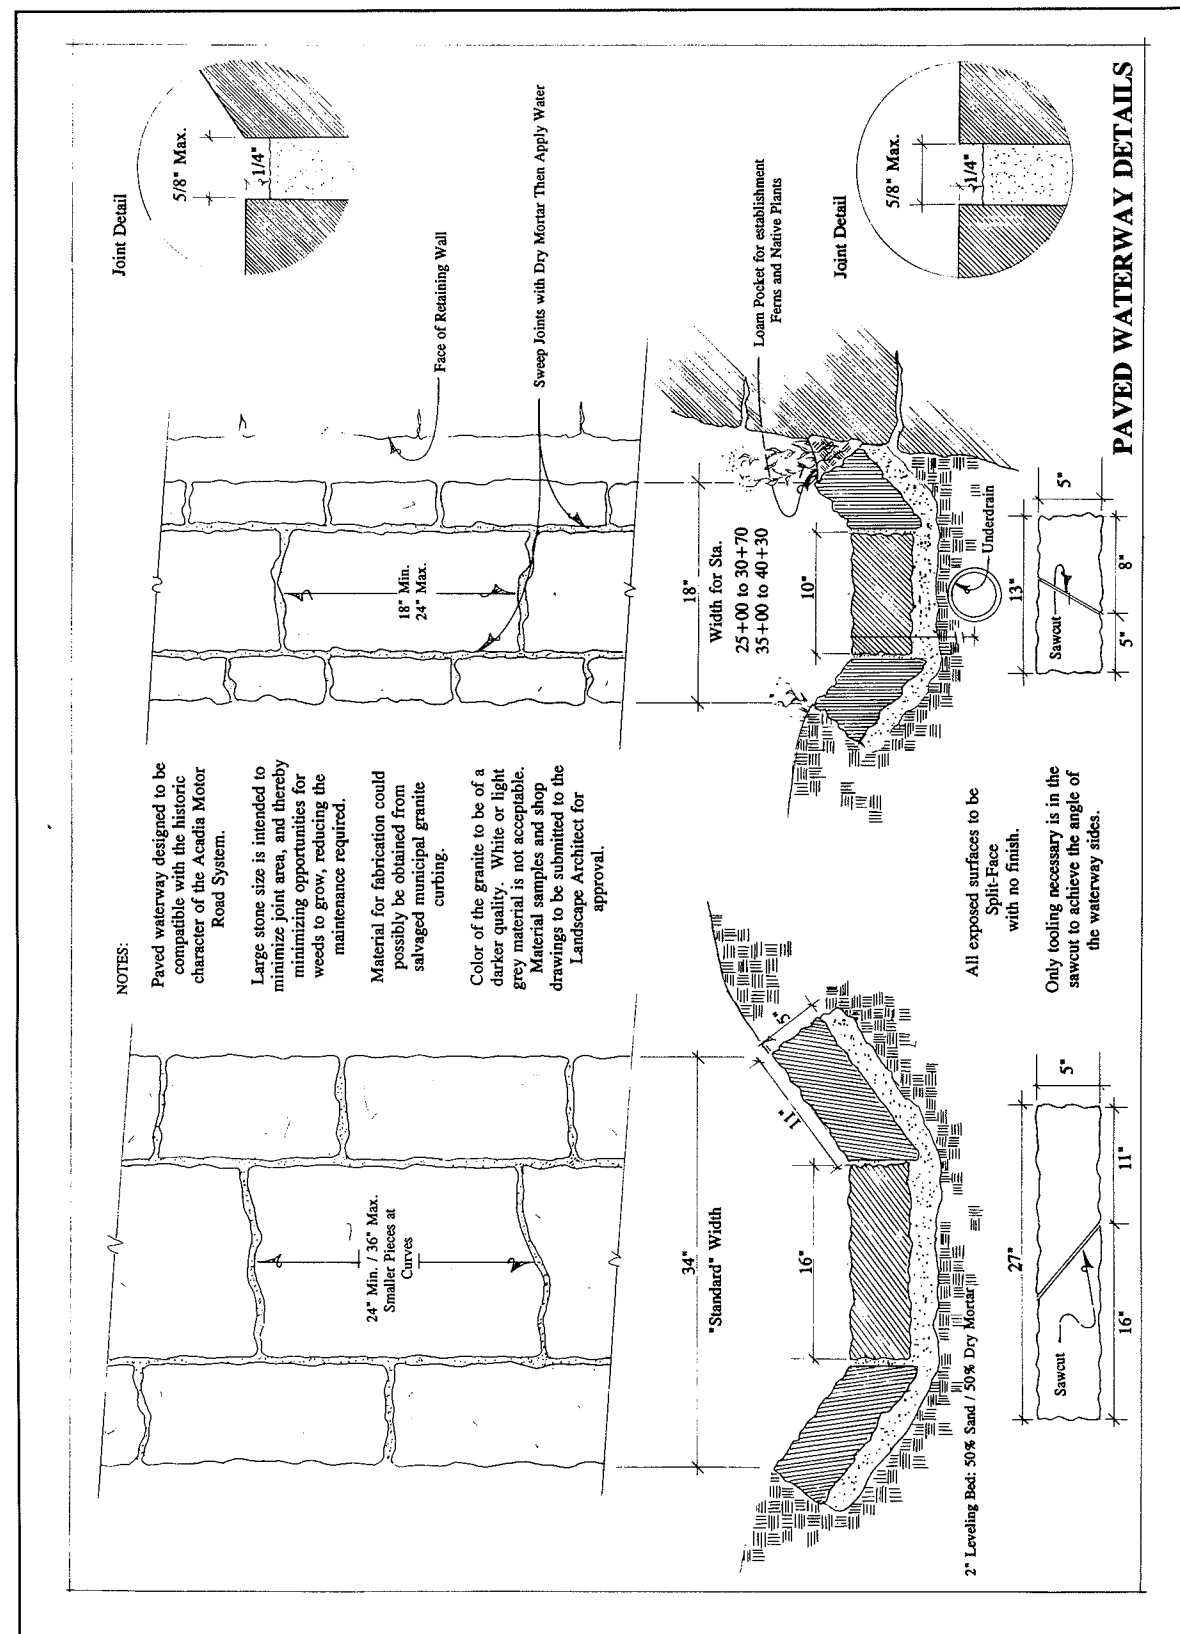 NOTES:
Paved waterway designed to be
compatible with the historic
character of the Acadia Motor
Road System.
Large stone size is intended to
minimize joint area, and thereby
minimizing opportunities for
weeds to grow, reducing the
maintenance required.
Material for fabrication could
possibly be obtained from
salvaged municipal granite
curbing.
Color of the granite to be of a
darker quality. White or light
grey material is not acceptable.
Material samples and shop
drawings to be submitted to the
Landscape Architect for
approval.
24" Min. / 36" Max.
Smaller Pieces at
Curves
34"
"Standard" Width
16"
11"
5"
2" Leveling Bed: 50% Sand / 50% Dry Mortar
27"
Sawcut
5"
16"
11"
All exposed surfaces to be
Split-Face
with no finish.
Only tooling necessary is in the
sawcut to achieve the angle of
the waterway sides.
18" Min.
24" Max.
Face of Retaining Wall
Sweep Joints with Dry Mortar Then Apply Water
18"
Width for Sta.
25+00 to 30+70
35+00 to 40+30
10"
Loam Pocket for establishment
Ferns and Native Plants
Underdrain
13"
Sawcut
5"
5"
8"
Joint Detail
5/8" Max.
1/4"
Joint Detail
5/8" Max.
1/4"
PAVED WATERWAY DETAILS